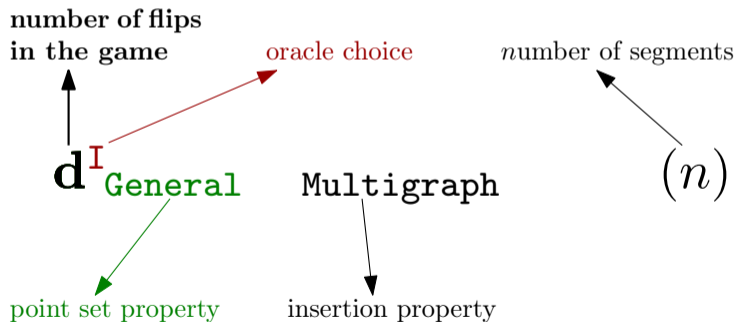 number of flips
in the game
oracle choice
number of segments
d^I General Multigraph (n)
point set property
insertion property